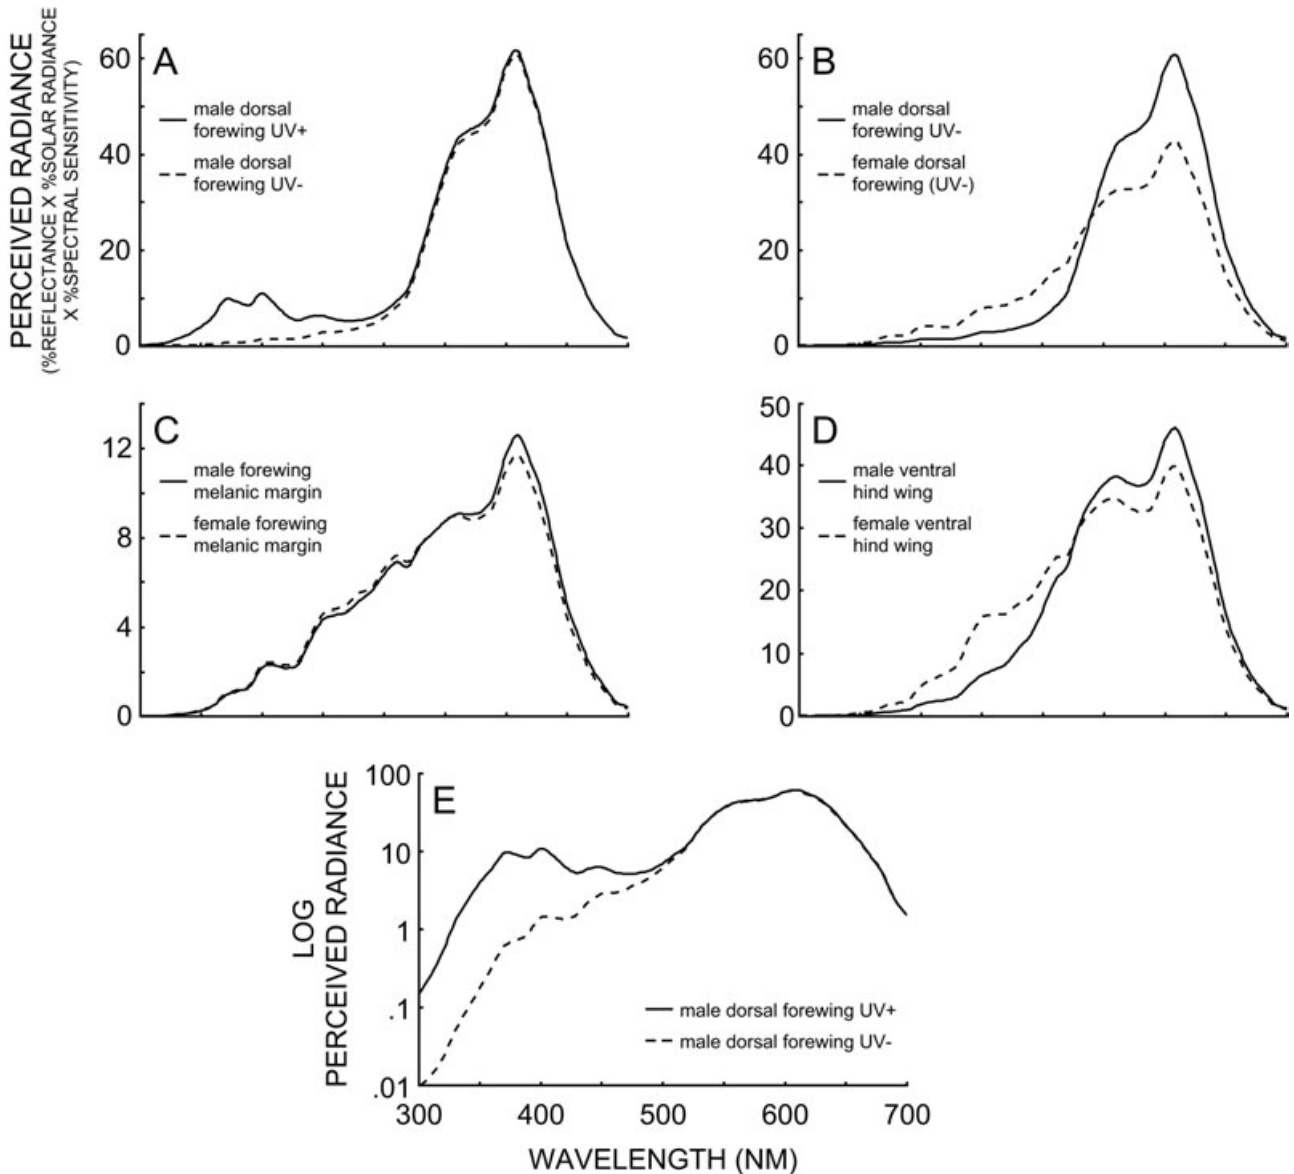 PERCEIVED RADIANCE
(%REFLECTANCE X %SOLAR RADIANCE
X %SPECTRAL SENSITIVITY)
A
60
40
20
0
male dorsal
forewing UV+
male dorsal
forewing UV-
B
60
40
20
0
male dorsal
forewing UV-
female dorsal
forewing (UV-)
C
12
8
4
0
male forewing
melanic margin
female forewing
melanic margin
D
50
40
30
20
10
0
male ventral
hind wing
female ventral
hind wing
E
LOG
PERCEIVED RADIANCE
100
10
1
.1
.01
male dorsal forewing UV+
male dorsal forewing UV-
300 400 500 600 700
WAVELENGTH (NM)